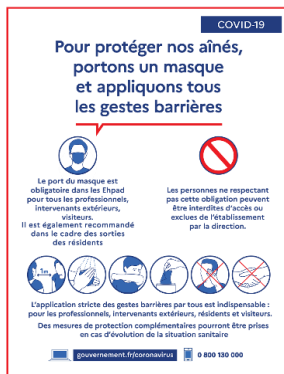 COVID-19
Pour protéger nos aînés,
portons un masque
et appliquons tous
les gestes barrières
Le port du masque est
obligatoire dans les Ehpad
pour tous les professionnels,
intervenants extérieurs,
visiteurs.
Il est également recommandé
dans le cadre des sorties
des résidents
Les personnes ne respectant
pas cette obligation peuvent
être interdites d'accès ou
exclues de l'établissement
par la direction.
1m
L'application stricte des gestes barrières par tous est indispensable :
pour les professionnels, intervenants extérieurs, résidents et visiteurs.
Des mesures de protection complémentaires pourront être prises
en cas d'évolution de la situation sanitaire
gouvernement.fr/coronavirus
0 800 130 000